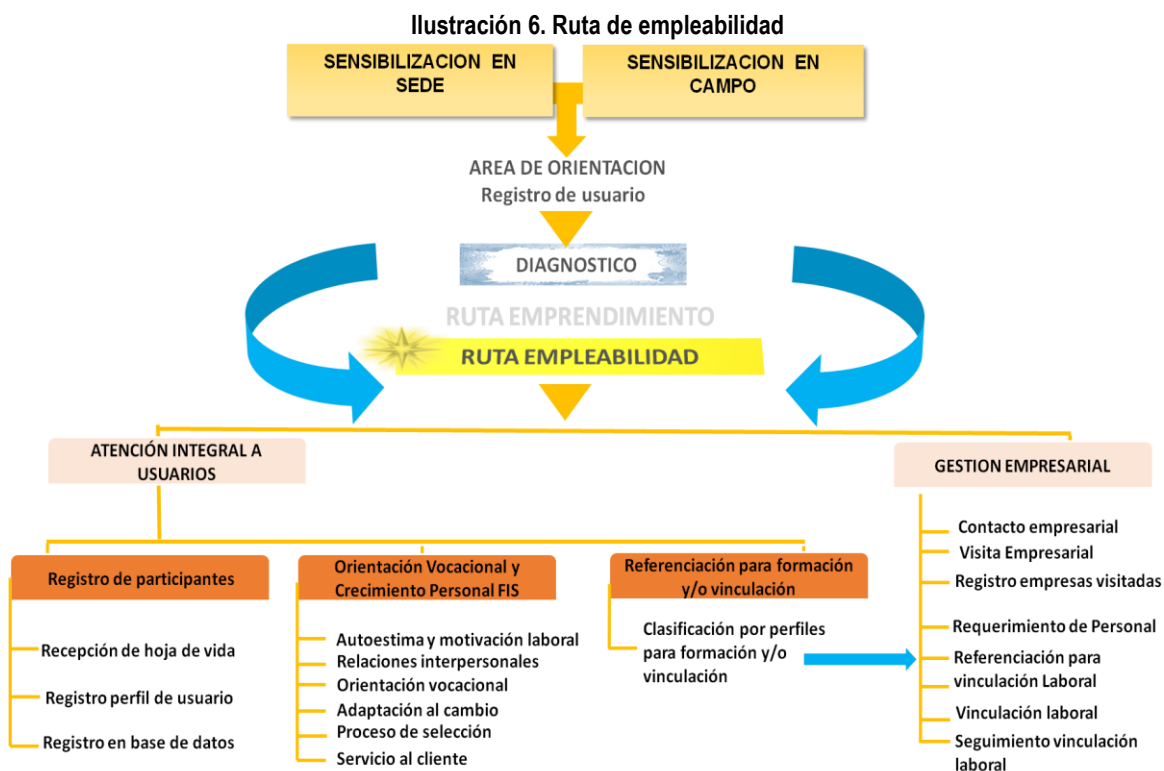 Ilustración 6. Ruta de empleabilidad
SENSIBILIZACION EN
SEDE
SENSIBILIZACION EN
CAMPO
AREA DE ORIENTACION
Registro de usuario
DIAGNOSTICO
RUTA EMPRENDIMIENTO
RUTA EMPLEABILIDAD
ATENCIÓN INTEGRAL A
USUARIOS
Registro de participantes
Recepción de hoja de vida
Registro perfil de usuario
Registro en base de datos
Orientación Vocacional y
Crecimiento Personal FIS
Autoestima y motivación laboral
Relaciones interpersonales
Orientación vocacional
Adaptación al cambio
Proceso de selección
Servicio al cliente
Referenciación para formación
y/o vinculación
Clasificación por perfiles
para formación y/o
vinculación
GESTION EMPRESARIAL
Contacto empresarial
Visita Empresarial
Registro empresas visitadas
Requerimiento de Personal
Referenciación para
vinculación Laboral
Vinculación laboral
Seguimiento vinculación
laboral